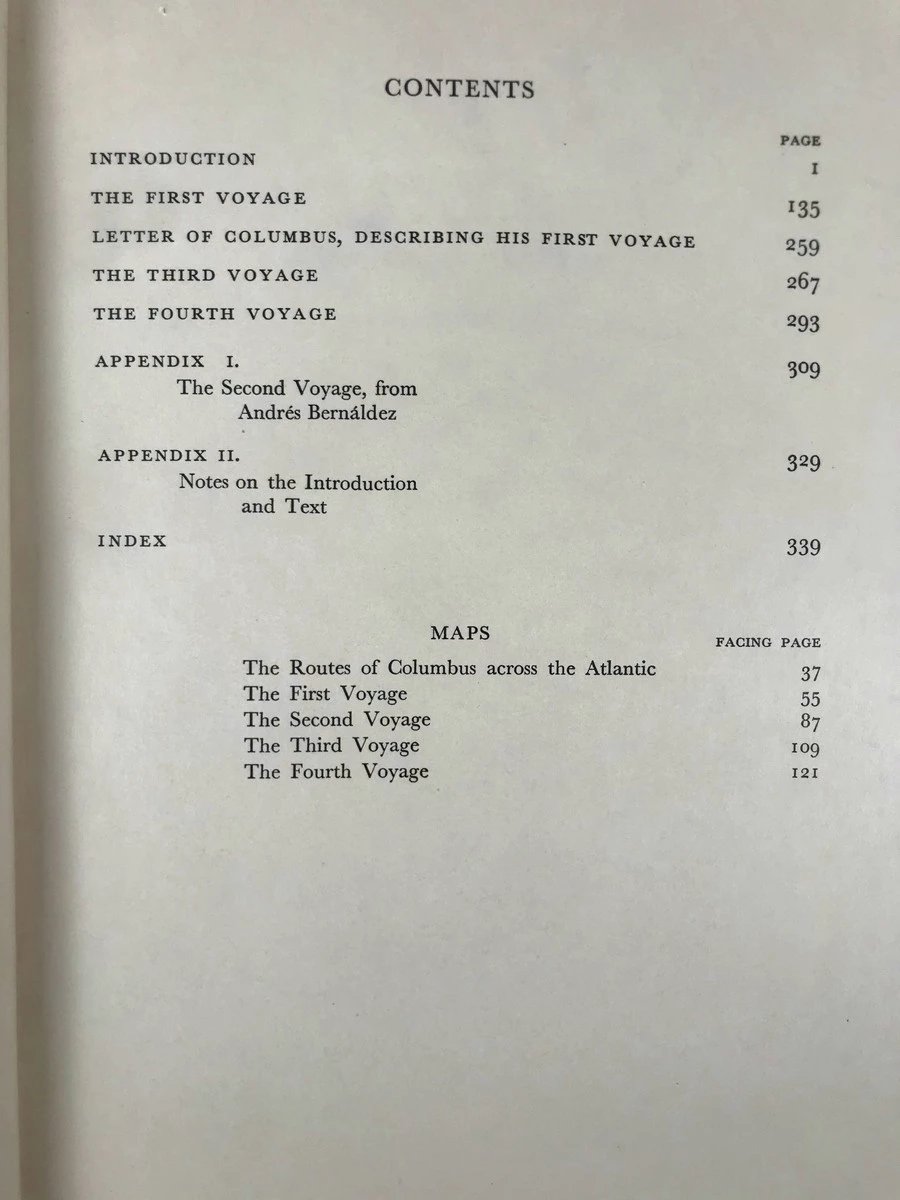 CONTENTS
PAGE
INTRODUCTION 1
THE FIRST VOYAGE 135
LETTER OF COLUMBUS, DESCRIBING HIS FIRST VOYAGE 259
THE THIRD VOYAGE 267
THE FOURTH VOYAGE 293
APPENDIX I. 309
The Second Voyage, from
Andrés Bernáldez
APPENDIX II. 329
Notes on the Introduction
and Text
INDEX 339
MAPS
FACING PAGE
The Routes of Columbus across the Atlantic 37
The First Voyage 55
The Second Voyage 87
The Third Voyage 109
The Fourth Voyage 121